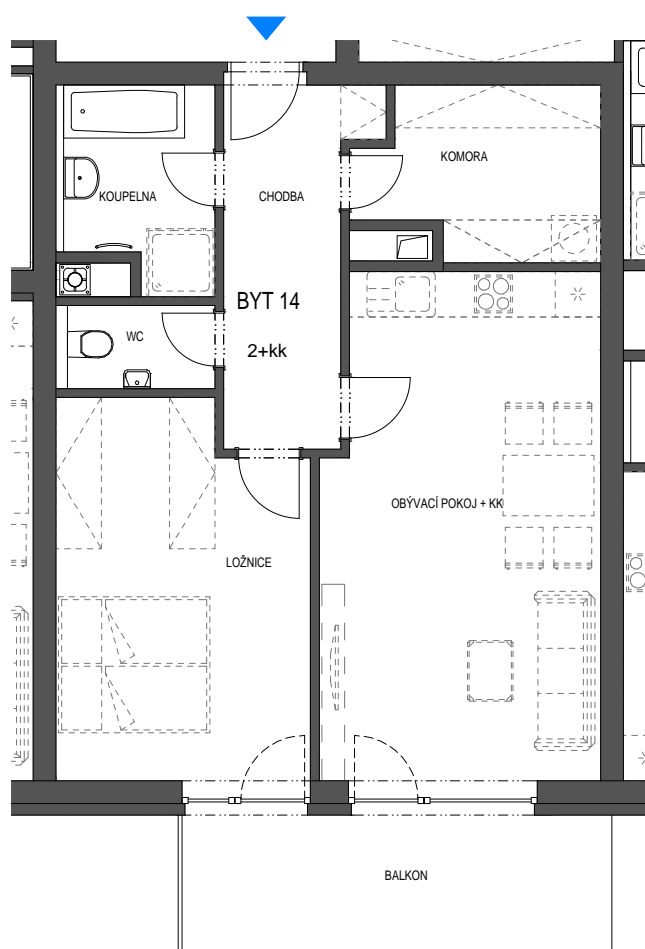 KOMORA
KOUPELNA
CHODBA
BYT 14
WC
2+kk
OBÝVACÍ POKOJ + KK
LOŽNICE
BALKON